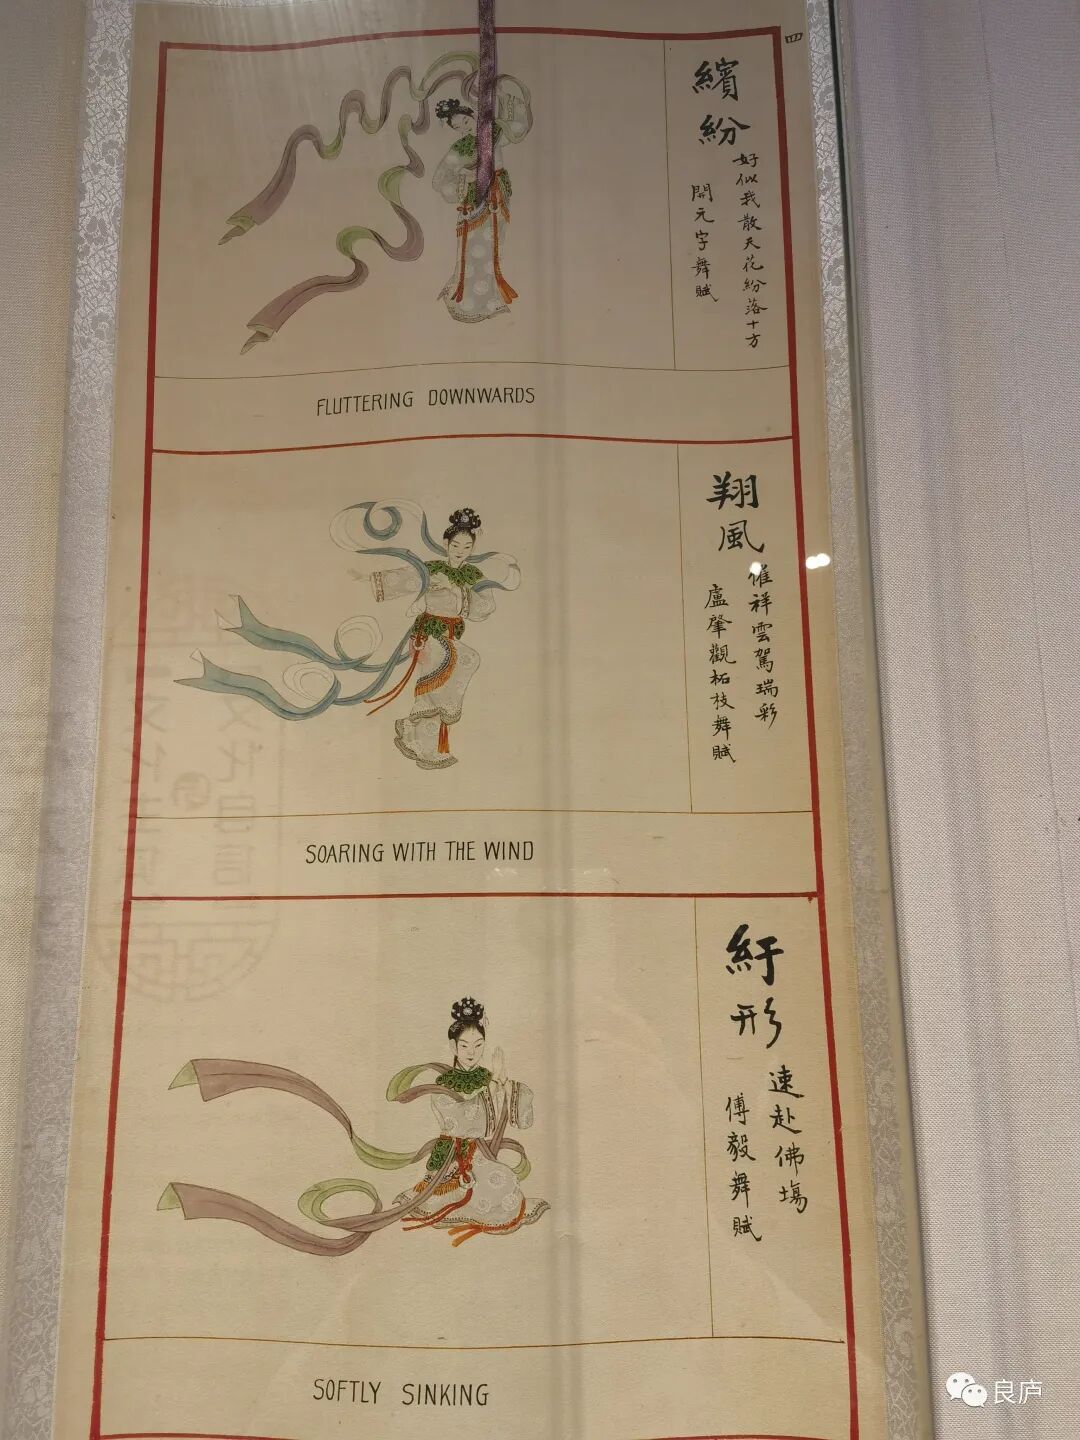 四
繽紛
好似我散天花紛落十方
開元字舞賦
FLUTTERING DOWNWARDS
翔風
催祥雲駕瑞彩
盧肇觀柘枝舞賦
SOARING WITH THE WIND
紆形
速赴佛場
傅毅舞賦
SOFTLY SINKING
良庐